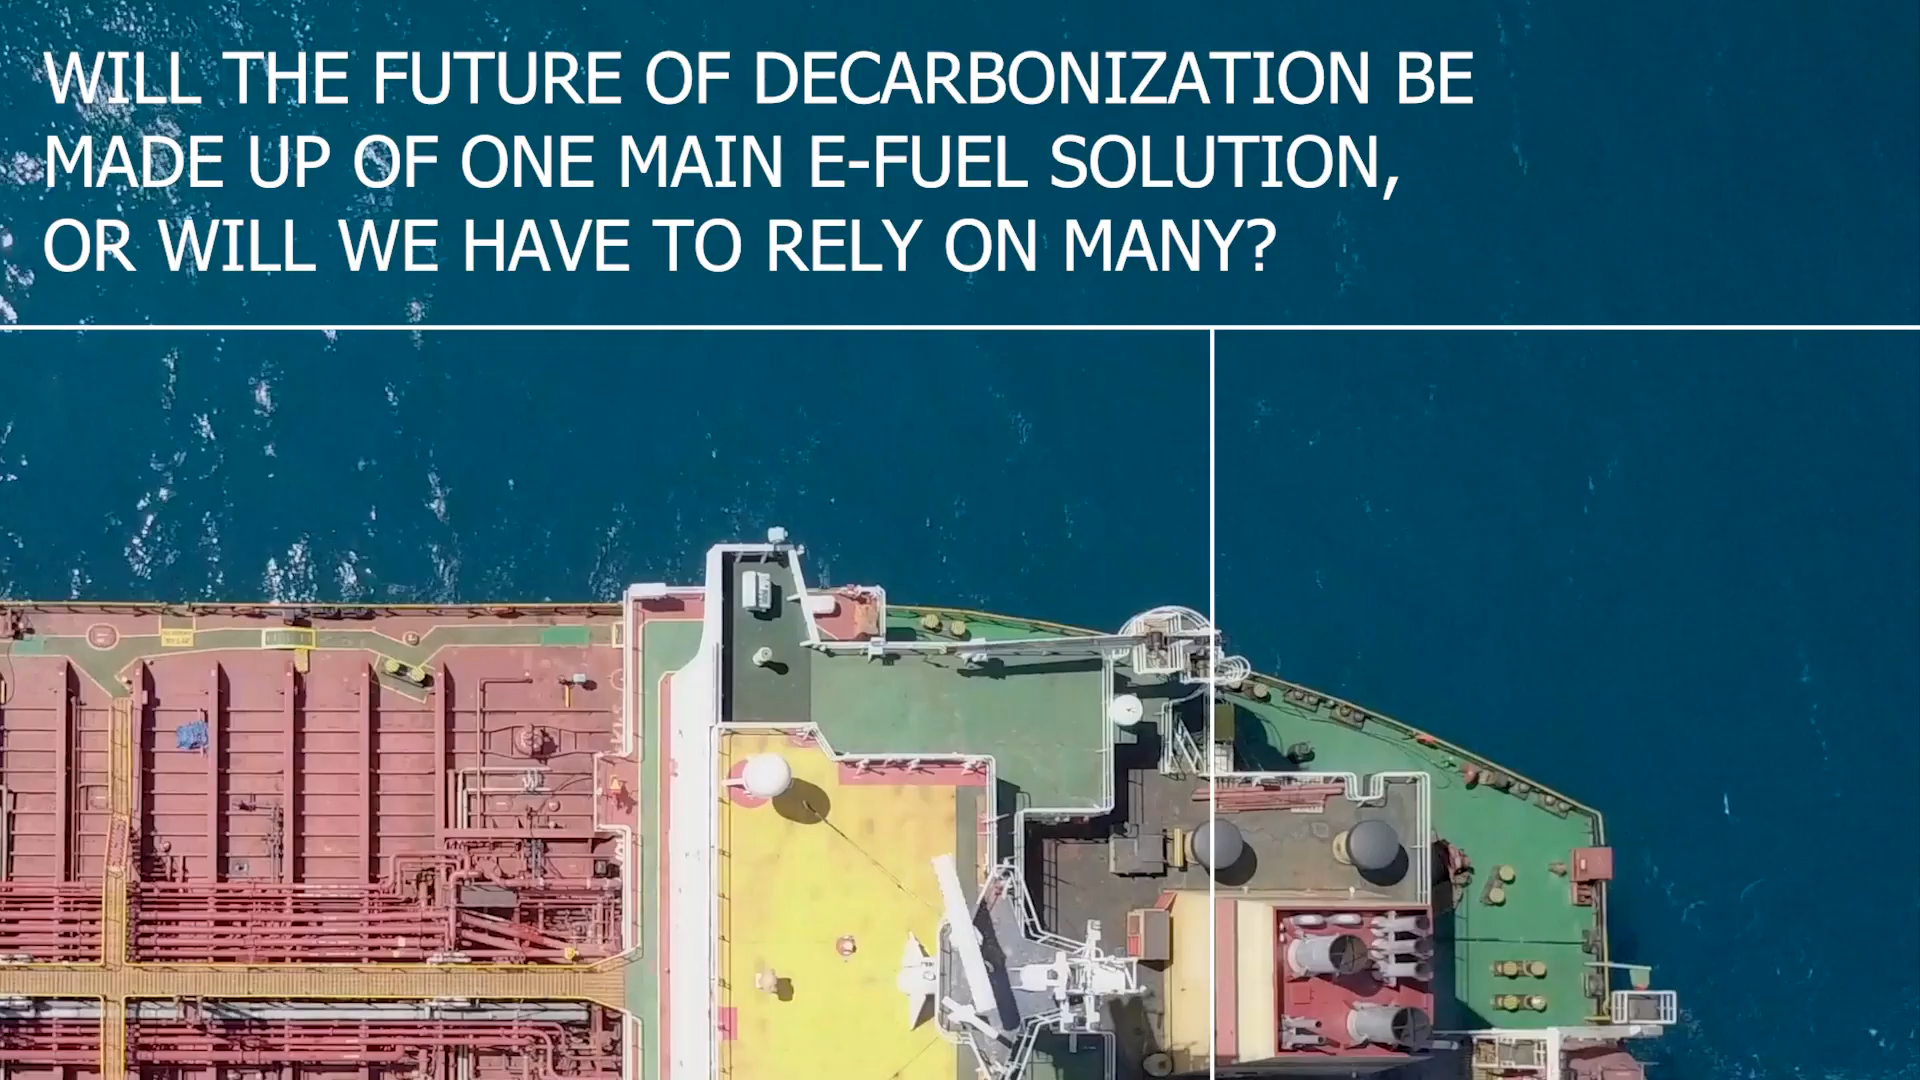 WILL THE FUTURE OF DECARBONIZATION BE
MADE UP OF ONE MAIN E-FUEL SOLUTION,
OR WILL WE HAVE TO RELY ON MANY?